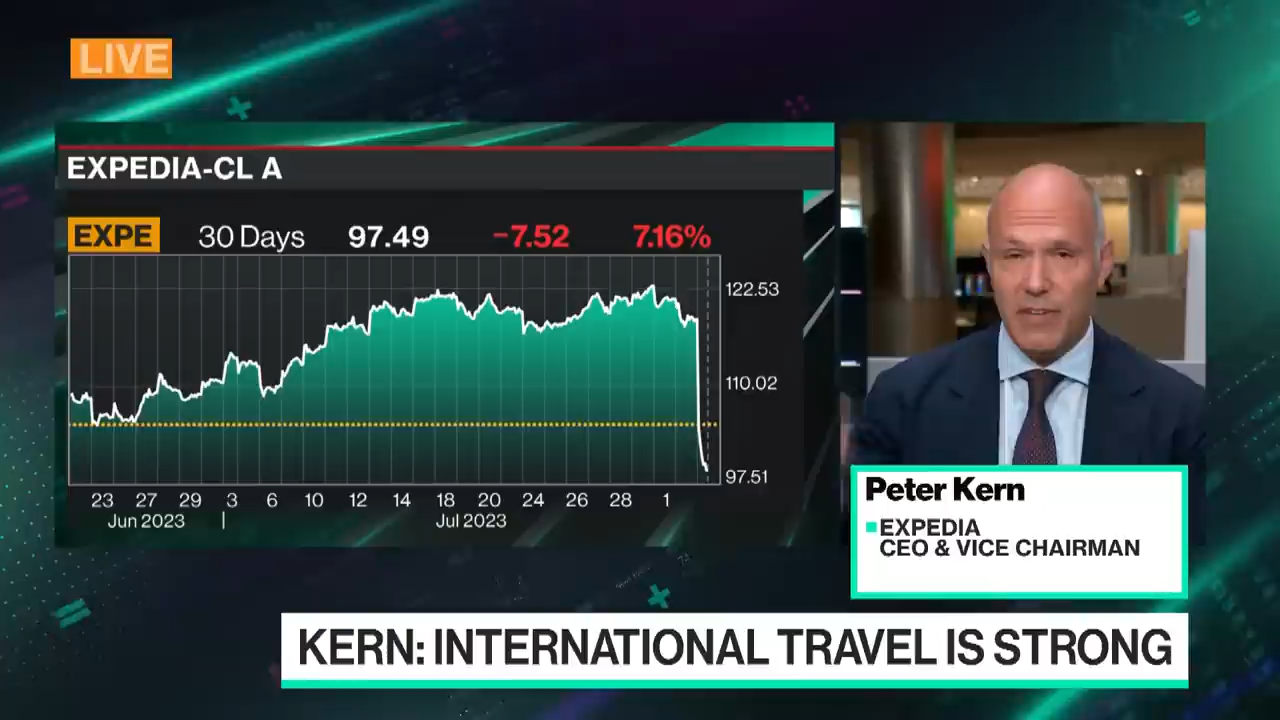 LIVE
EXPEDIA-CL A
EXPE 30 Days 97.49 -7.52 7.16%
122.53
110.02
97.51
23 27 29 3 6 10 12 14 18 20 24 26 28 1
Jun 2023 | Jul 2023
Peter Kern
EXPEDIA
CEO & VICE CHAIRMAN
KERN: INTERNATIONAL TRAVEL IS STRONG